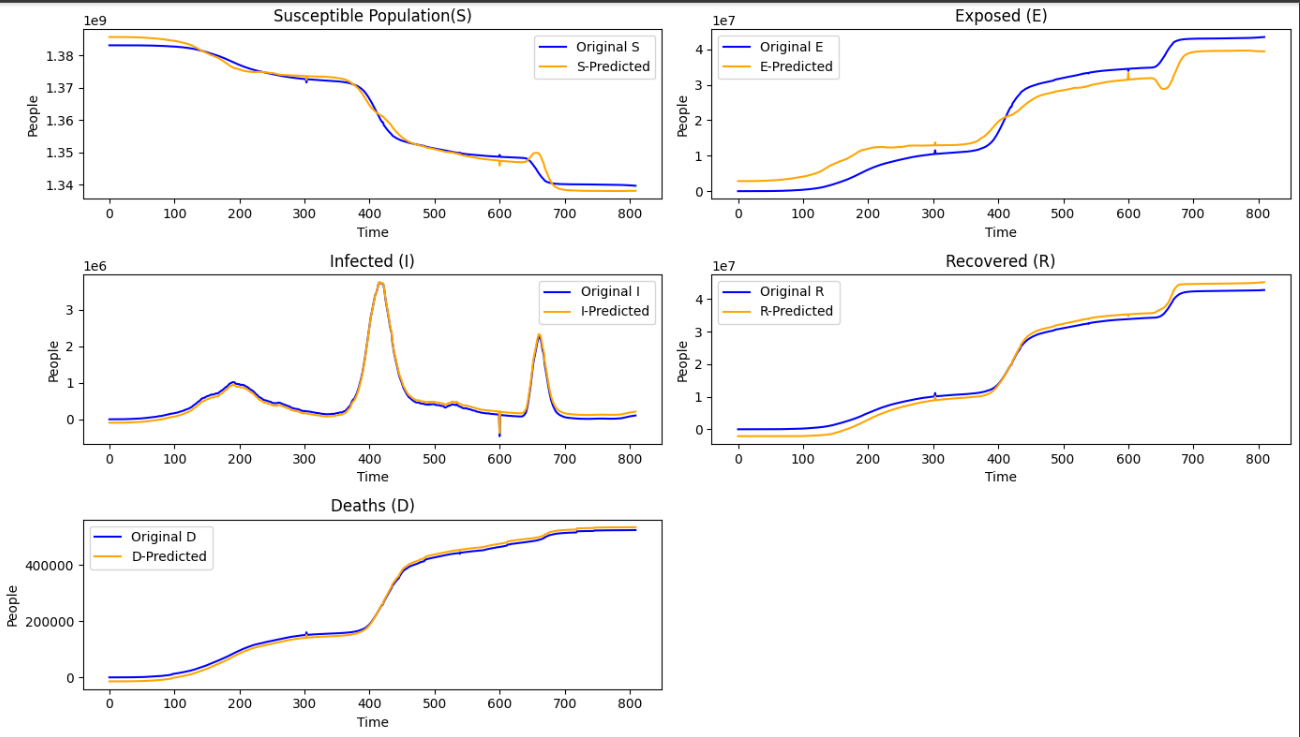 Susceptible Population(S)
1e9
Original S
S-Predicted
1.38
1.37
1.36
1.35
1.34
People
0 100 200 300 400 500 600 700 800
Time
Exposed (E)
1e7
Original E
E-Predicted
4
3
2
1
0
People
0 100 200 300 400 500 600 700 800
Time
Infected (I)
1e6
Original I
I-Predicted
3
2
1
0
People
0 100 200 300 400 500 600 700 800
Time
Recovered (R)
1e7
Original R
R-Predicted
4
3
2
1
0
People
0 100 200 300 400 500 600 700 800
Time
Deaths (D)
Original D
D-Predicted
400000
200000
0
People
0 100 200 300 400 500 600 700 800
Time